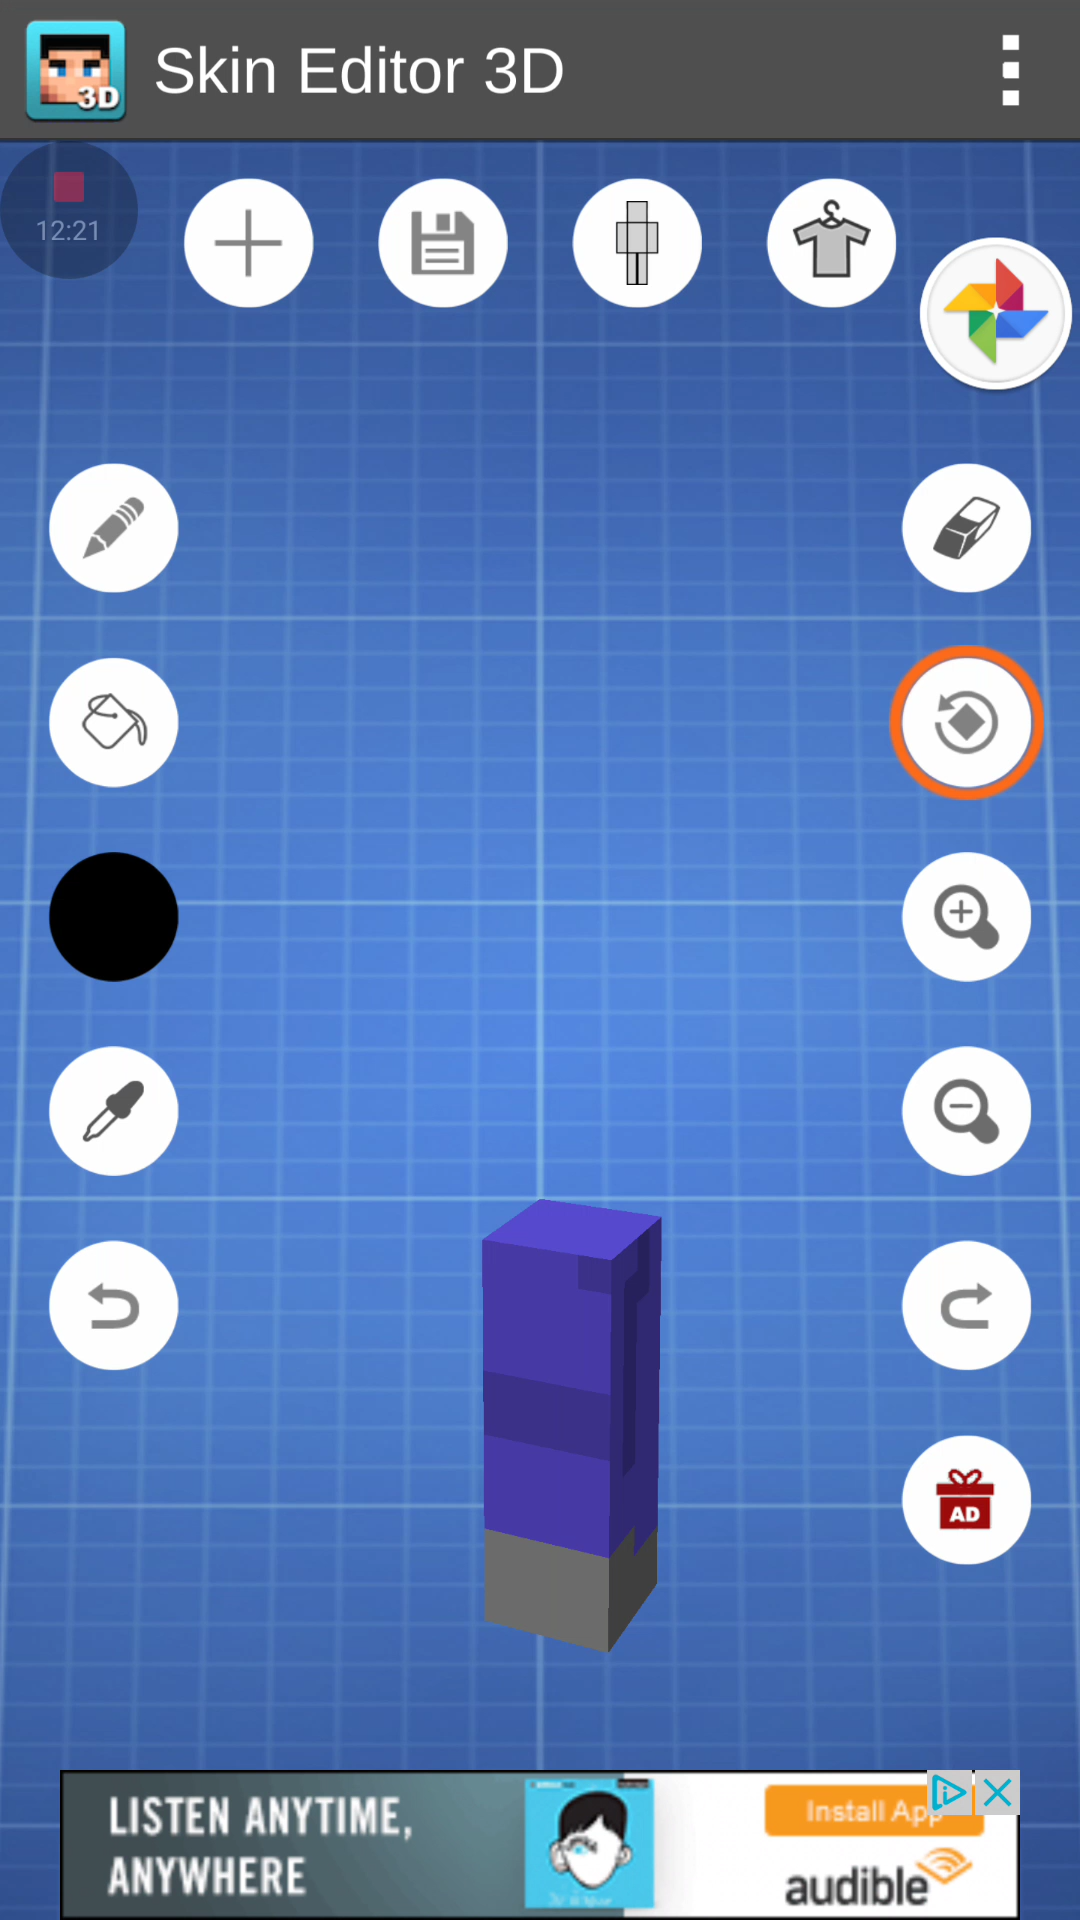 3D
Skin Editor 3D
12:21
AD
LISTEN ANYTIME,
ANYWHERE
Install App
audible